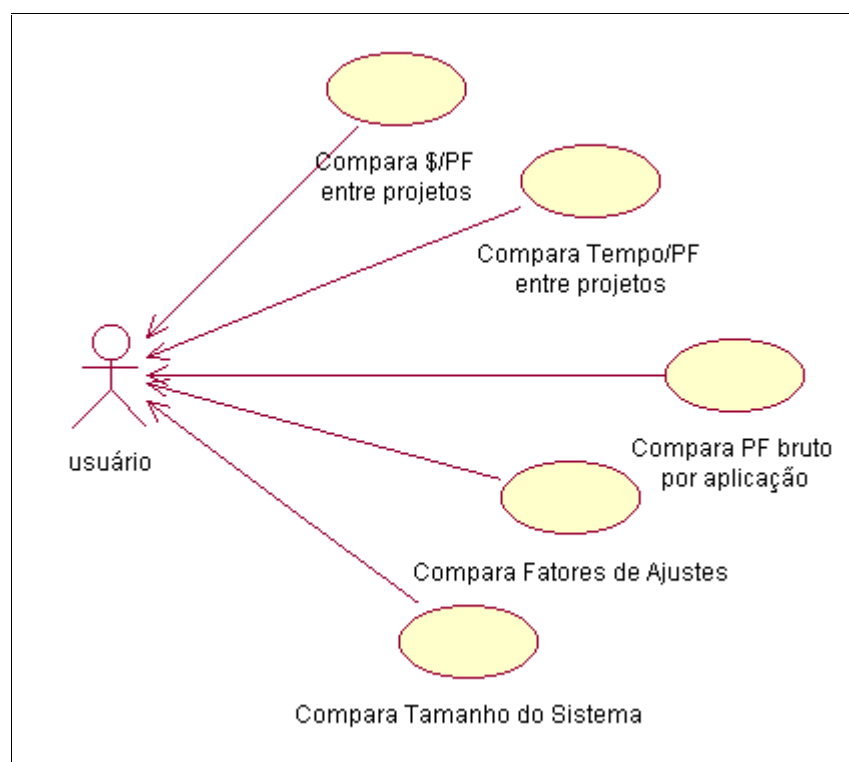 Compara $/PF
entre projetos
Compara Tempo/PF
entre projetos
Compara PF bruto
por aplicação
usuário
Compara Fatores de Ajustes
Compara Tamanho do Sistema